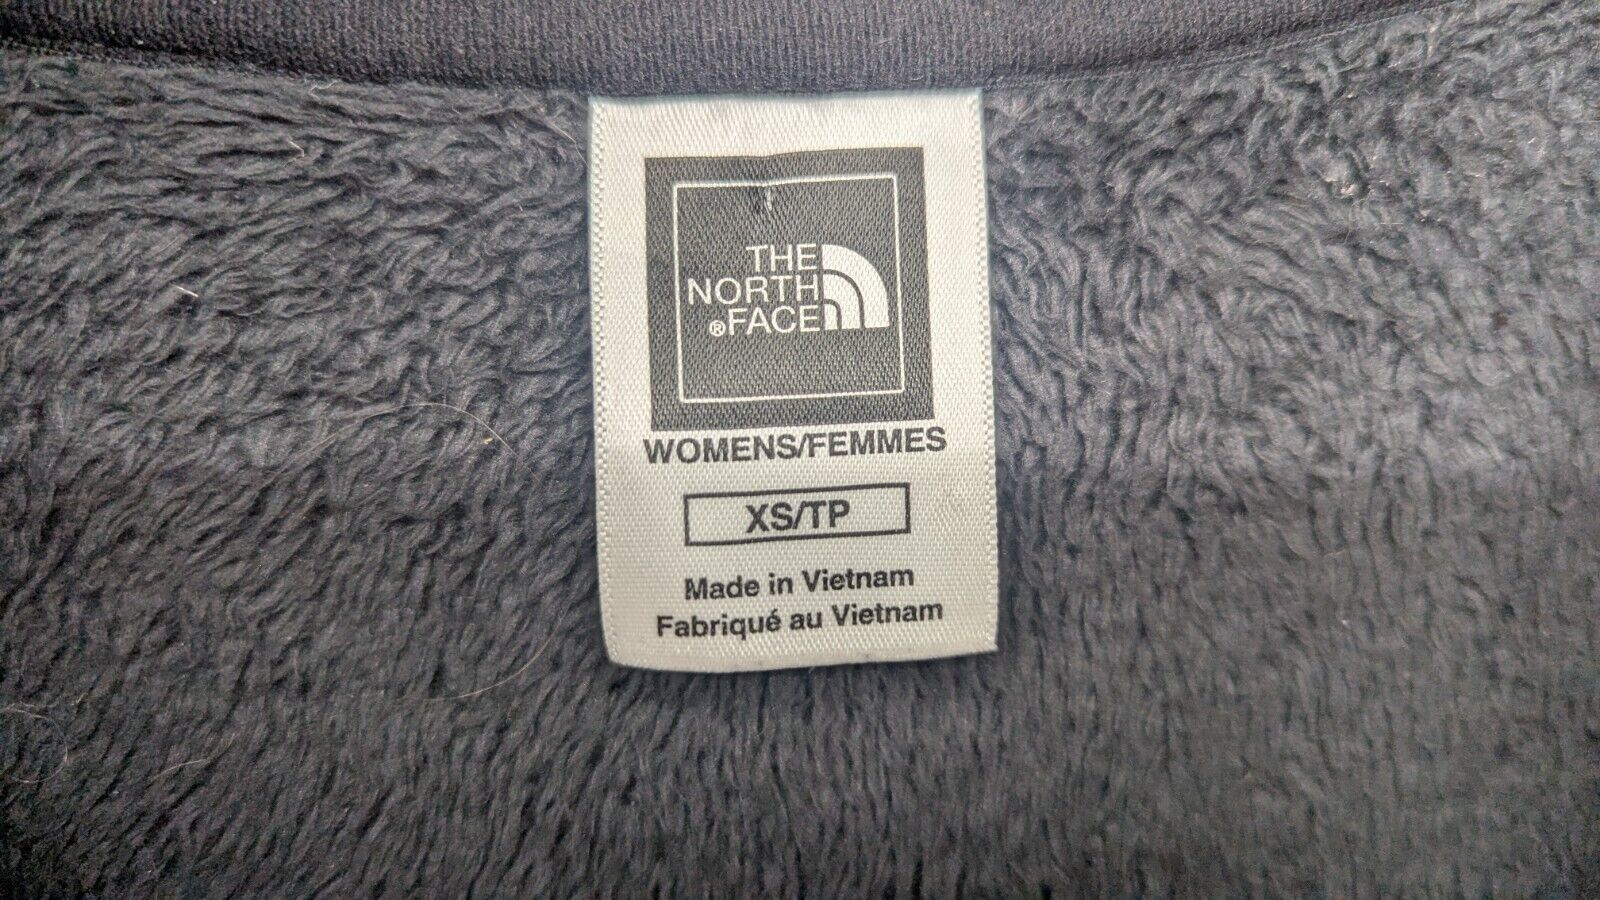 THE
NORTH
®FACE
WOMENS/FEMMES
XS/TP
Made in Vietnam
Fabriqué au Vietnam